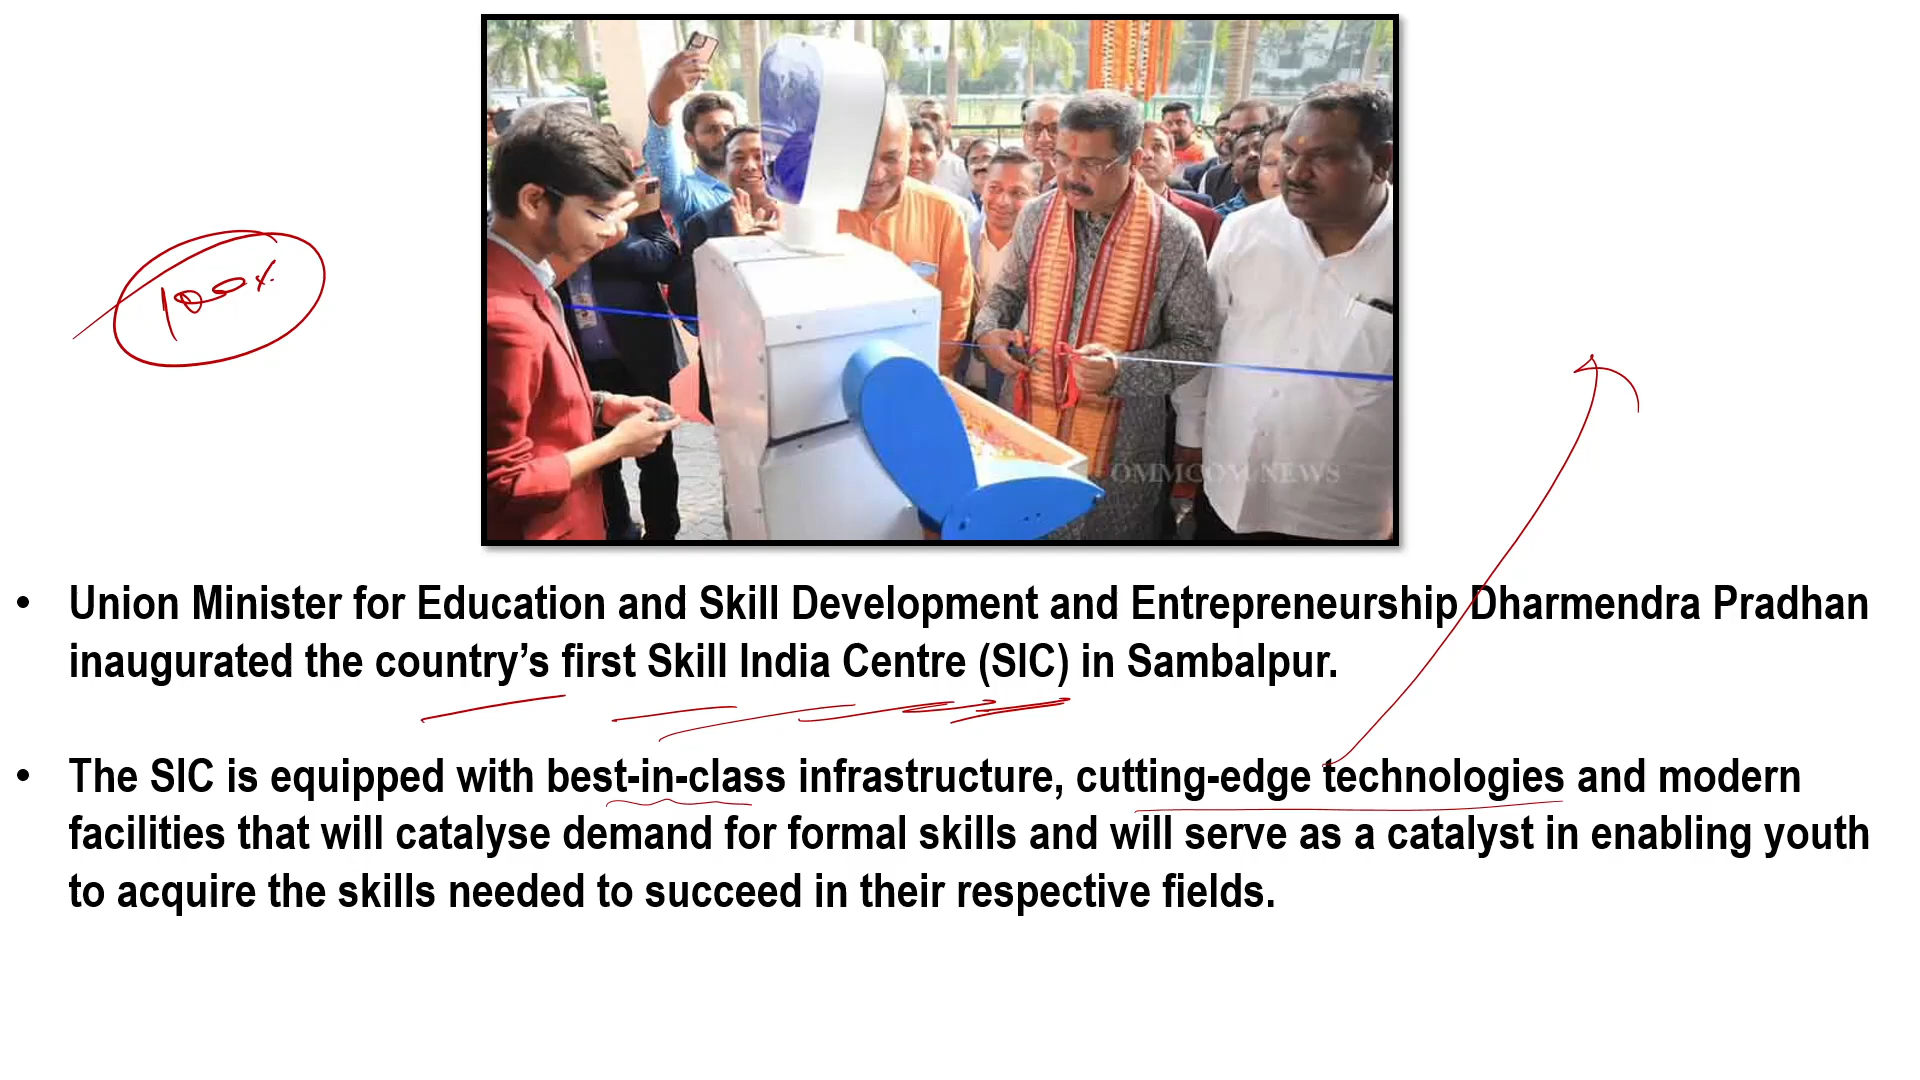 OMMCOM NEWS
100%
• Union Minister for Education and Skill Development and Entrepreneurship Dharmendra Pradhan
inaugurated the country’s first Skill India Centre (SIC) in Sambalpur.
• The SIC is equipped with best-in-class infrastructure, cutting-edge technologies and modern
facilities that will catalyse demand for formal skills and will serve as a catalyst in enabling youth
to acquire the skills needed to succeed in their respective fields.